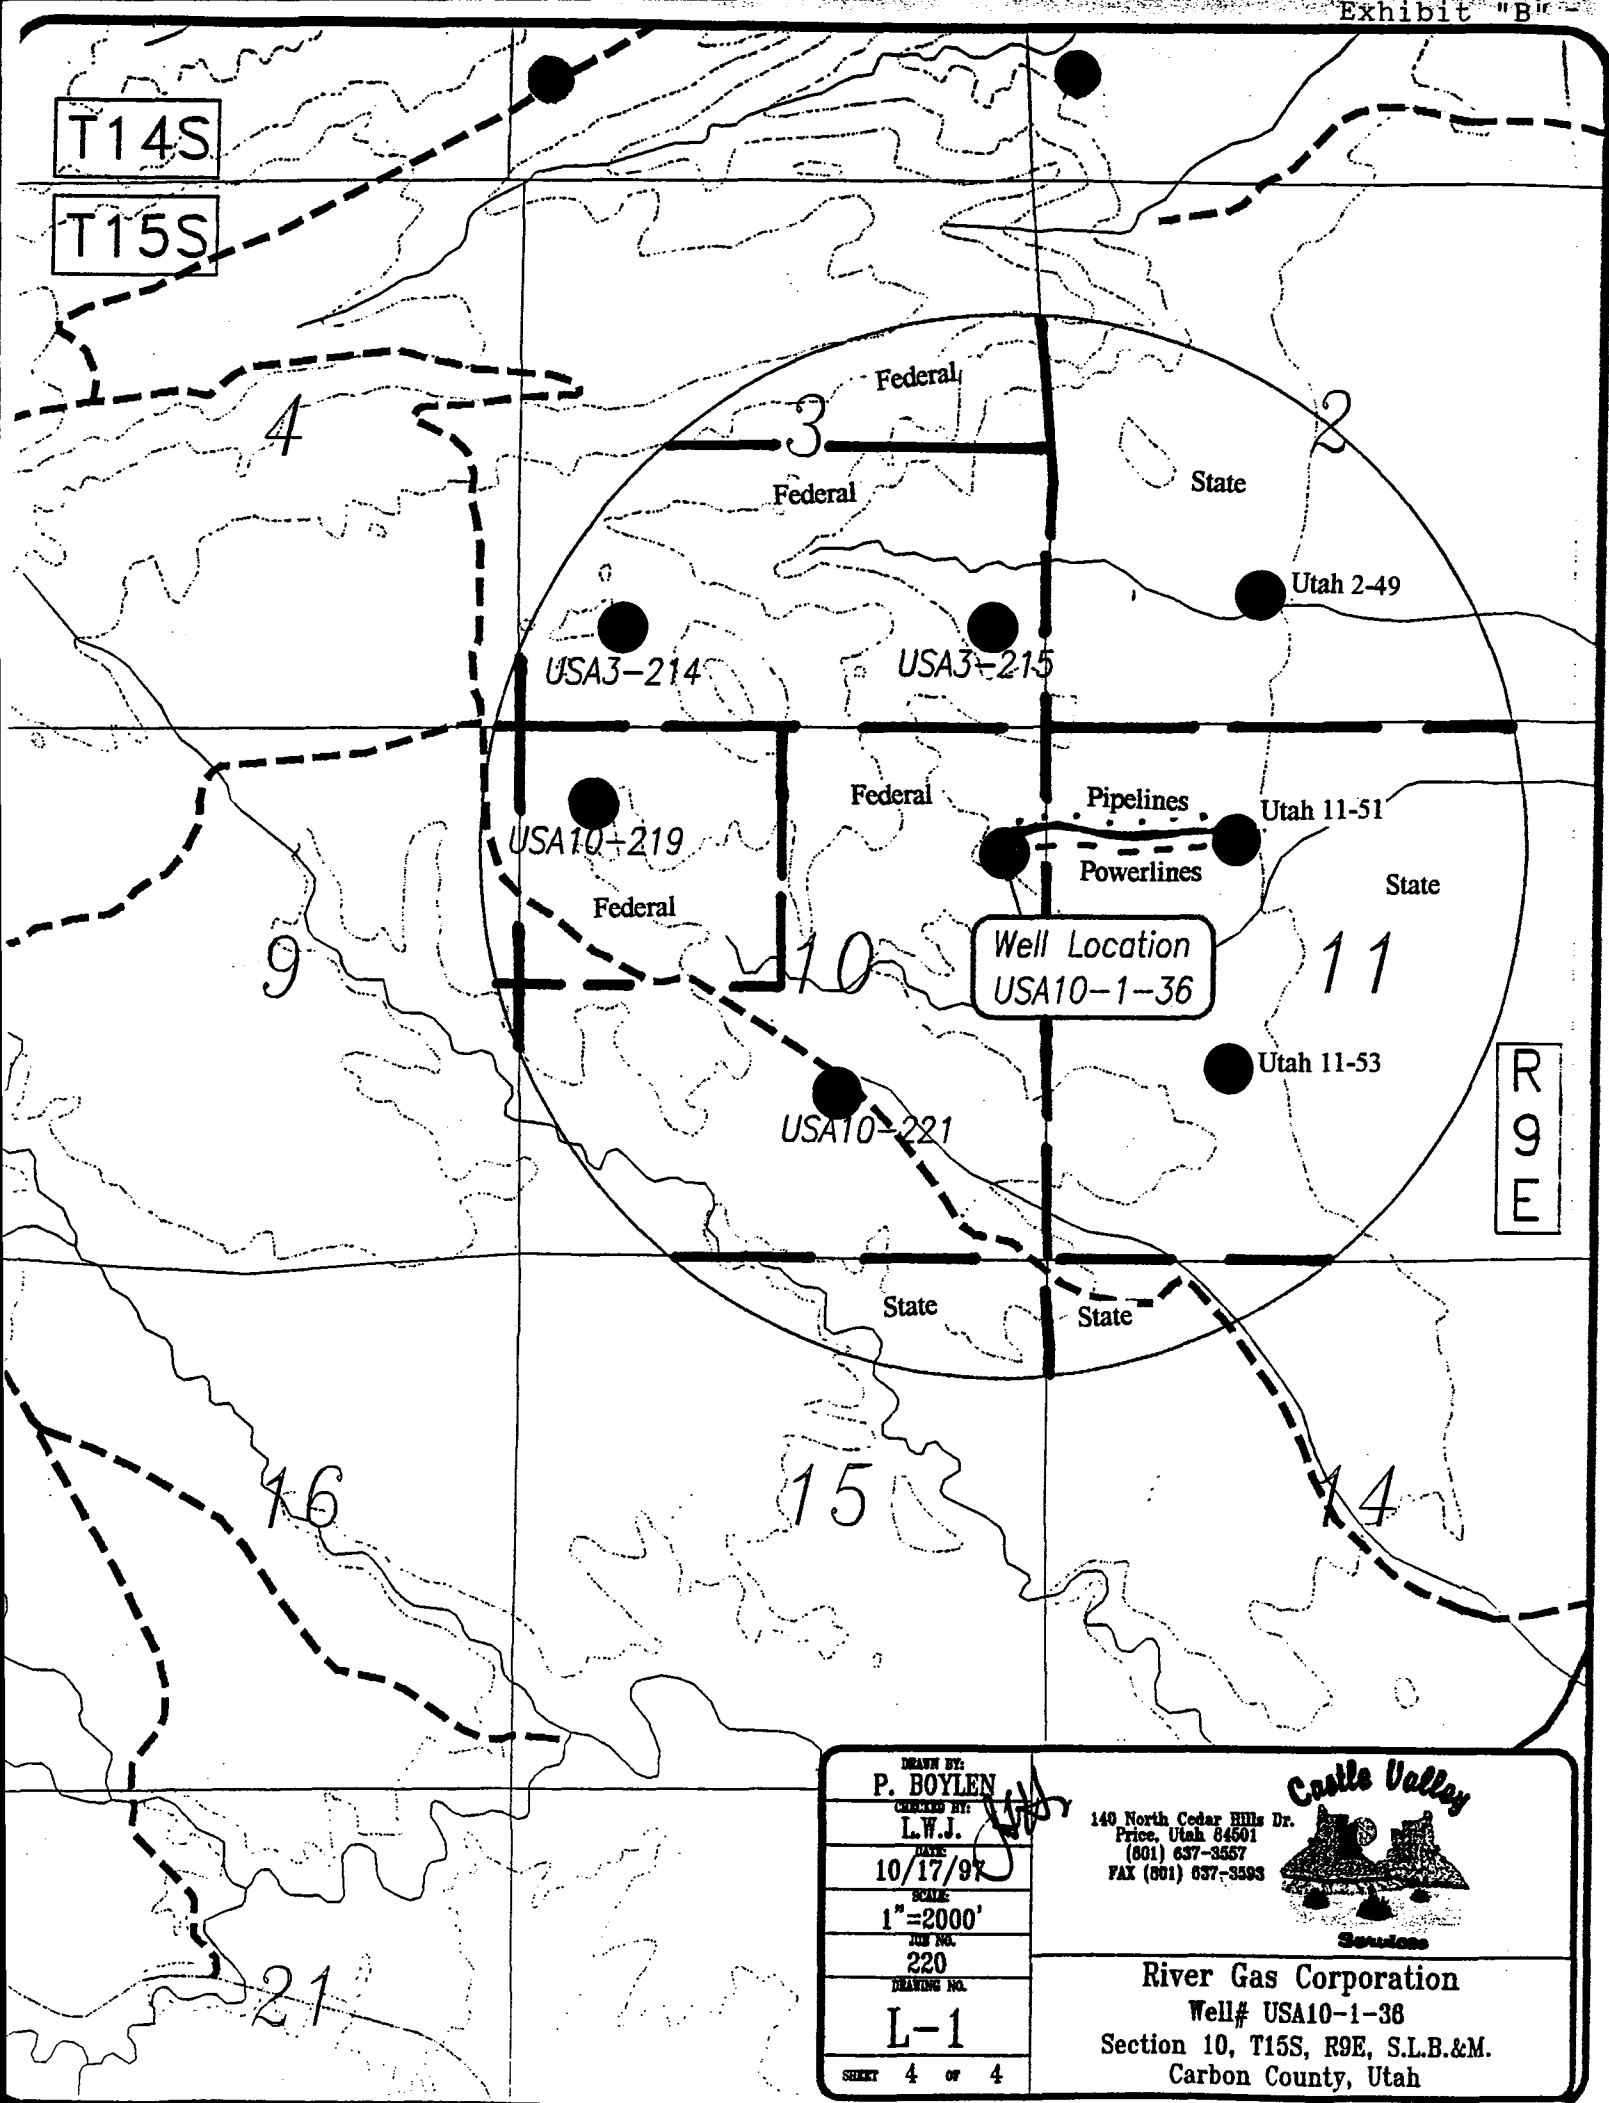 Exhibit "B"
T14S
T15S
Federal
4
3
2
Federal
State
Utah 2-49
USA3-214
USA3-215
Federal
Pipelines
Utah 11-51
USA10-219
Powerlines
State
Federal
9
10
Well Location
USA10-1-36
11
R
9
E
Utah 11-53
USA10-221
State
State
16
15
14
21
DRAWN BY:
P. BOYLEN
CHECKED BY:
L.W.J.
DATE:
10/17/97
SCALE:
1"=2000'
JOB NO.
220
DRAWING NO.
L-1
SHEET 4 OF 4
Castle Valley
140 North Cedar Hills Dr.
Price, Utah 84501
(801) 637-3557
FAX (801) 637-3593
Services
River Gas Corporation
Well# USA10-1-36
Section 10, T15S, R9E, S.L.B.&M.
Carbon County, Utah